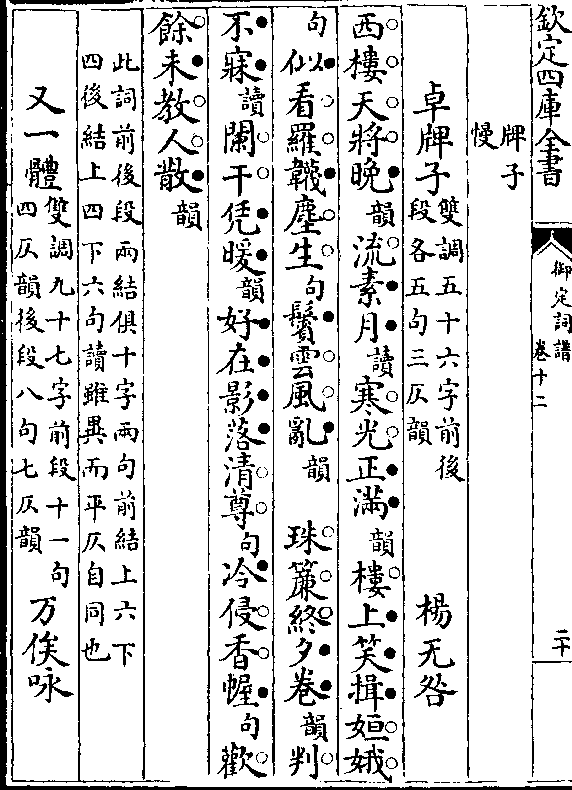 欽定四庫全書 御定詞譜 卷十二 二十
牌子
慢
卓牌子 雙調五十六字前後段各五句三仄韻 楊无咎
西樓天將晚韻流素月讀寒光正滿韻樓上笑揖姮娥
句似看羅韈塵生句鬢雲風亂韻 珠簾終夕卷韻判
不寐讀闌干凭暖韻好在影落清尊句冷侵香幄句歡
餘未教人散韻
此詞前後段兩結俱十字兩句前結上六下
四後結上四下六句讀雖異而平仄自同也
又一體 雙調九十七字前段十一句四仄韻後段八句七仄韻 万俟咏